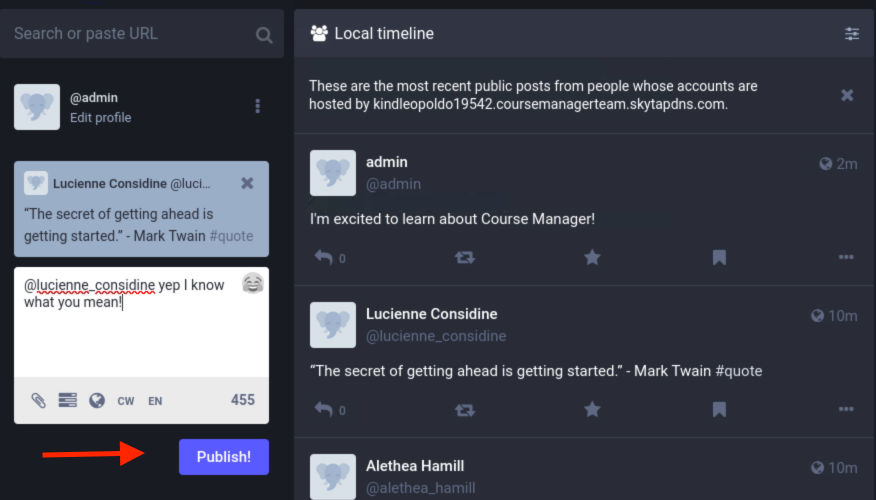 Search or paste URL
@admin
Edit profile
Lucienne Considine @luci...
“The secret of getting ahead is
getting started.” - Mark Twain #quote
@lucienne_considine yep I know
what you mean!
CW EN 455
Publish!
Local timeline
These are the most recent public posts from people whose accounts are
hosted by kindleopoldo19542.coursemanagerteam.skytapdns.com.
admin 2m
@admin
I'm excited to learn about Course Manager!
0
Lucienne Considine 10m
@lucienne_considine
“The secret of getting ahead is getting started.” - Mark Twain #quote
0
Alethea Hamill 10m
@alethea_hamill